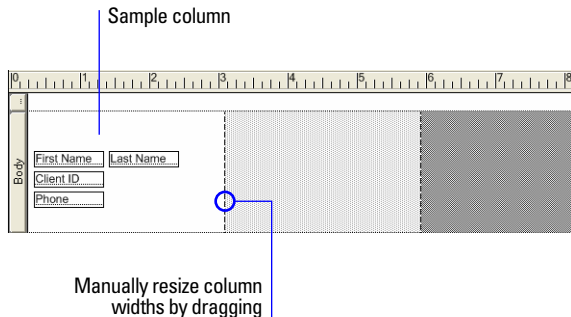 Sample column
0 1 2 3 4 5 6 7 8
Body
First Name Last Name
Client ID
Phone
Manually resize column
widths by dragging